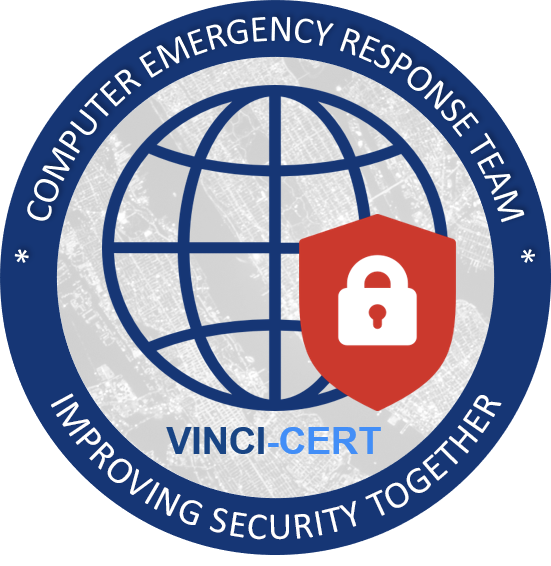 COMPUTER EMERGENCY RESPONSE TEAM
* *
VINCI-CERT
IMPROVING SECURITY TOGETHER